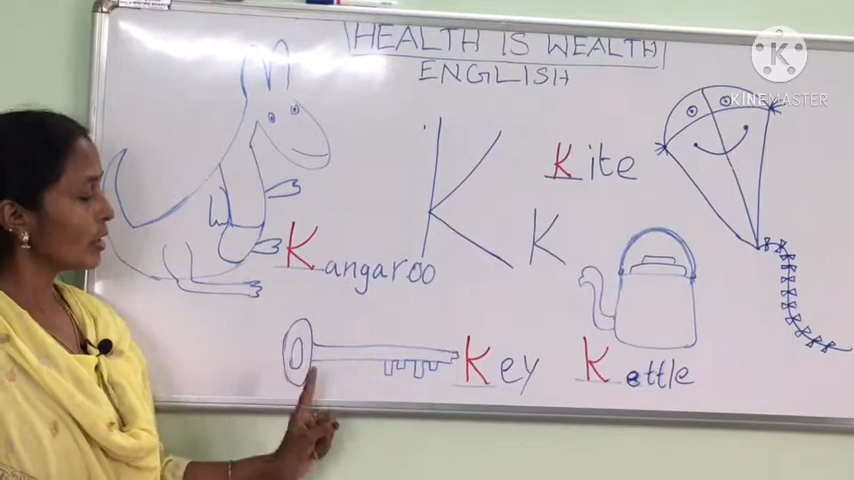 HEALTH IS WEALTH
ENGLISH
K k
Kite
Kangaroo
Key
Kettle
K
KINEMASTER